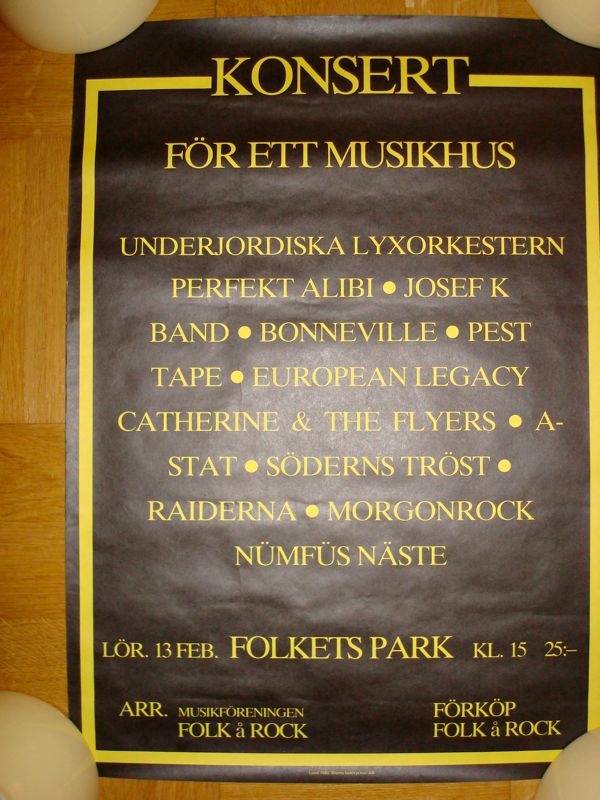 KONSERT
FÖR ETT MUSIKHUS
UNDERJORDISKA LYXORKESTERN
PERFEKT ALIBI ● JOSEF K
BAND ● BONNEVILLE ● PEST
TAPE ● EUROPEAN LEGACY
CATHERINE & THE FLYERS ● A-
STAT ● SÖDERNS TRÖST ●
RAIDERNA ● MORGONROCK
NÜMFÜS NÄSTE
LÖR. 13 FEB. FOLKETS PARK KL. 15 25:–
ARR. MUSIKFÖRENINGEN FÖRKÖP
FOLK å ROCK FOLK å ROCK